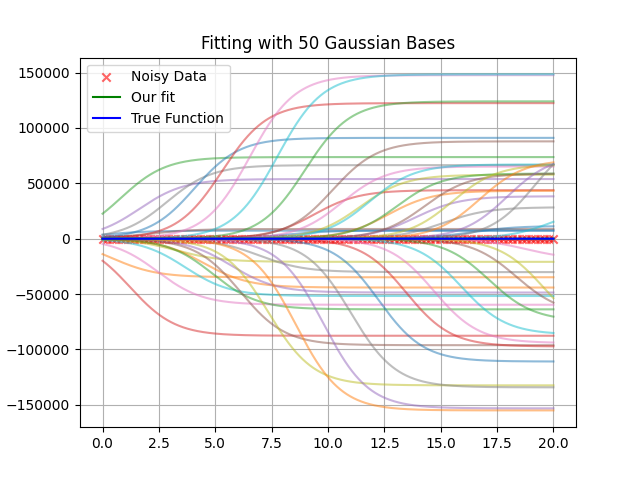 Fitting with 50 Gaussian Bases
Noisy Data
Our fit
True Function
150000
100000
50000
0
−50000
−100000
−150000
0.0 2.5 5.0 7.5 10.0 12.5 15.0 17.5 20.0